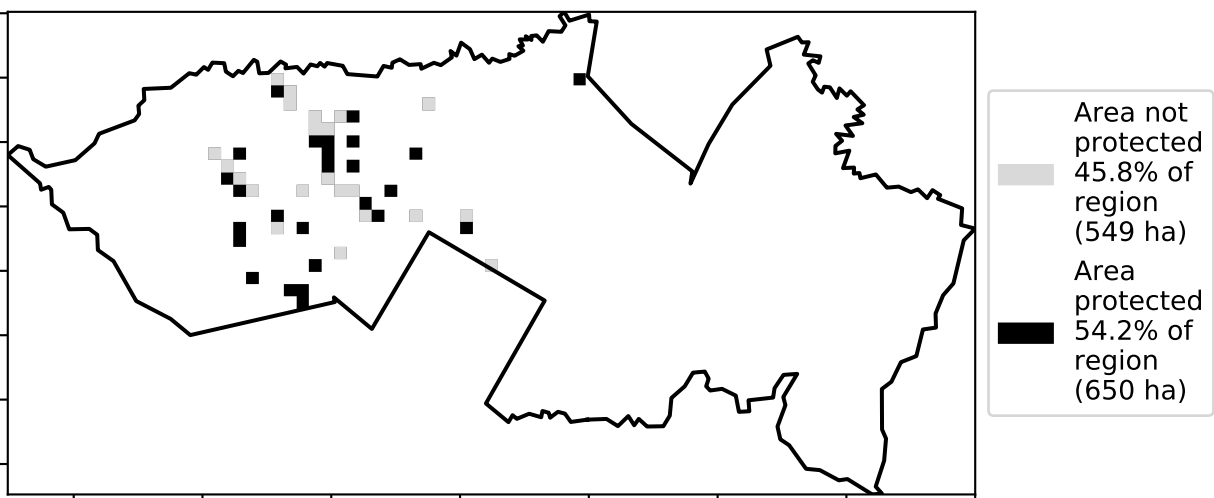 Area not
protected
45.8% of
region
(549 ha)
Area
protected
54.2% of
region
(650 ha)